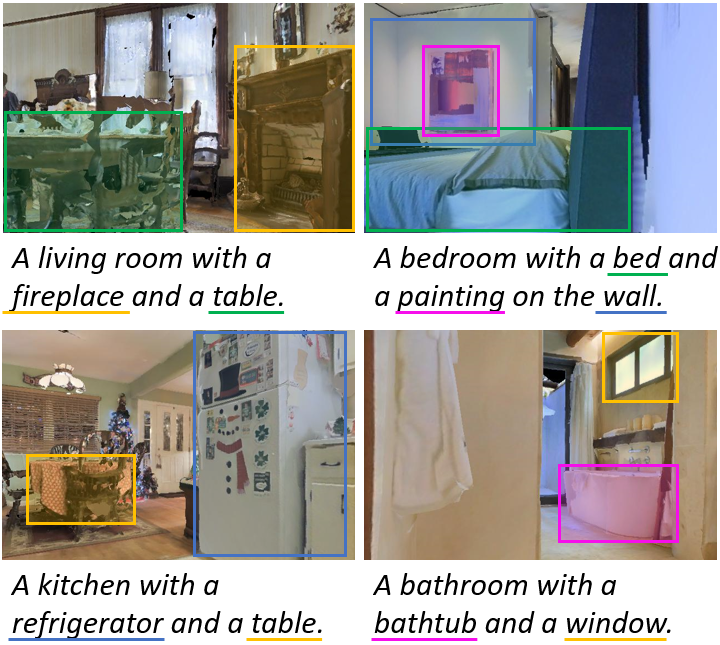 A living room with a
fireplace and a table.
A bedroom with a bed and
a painting on the wall.
A kitchen with a
refrigerator and a table.
A bathroom with a
bathtub and a window.